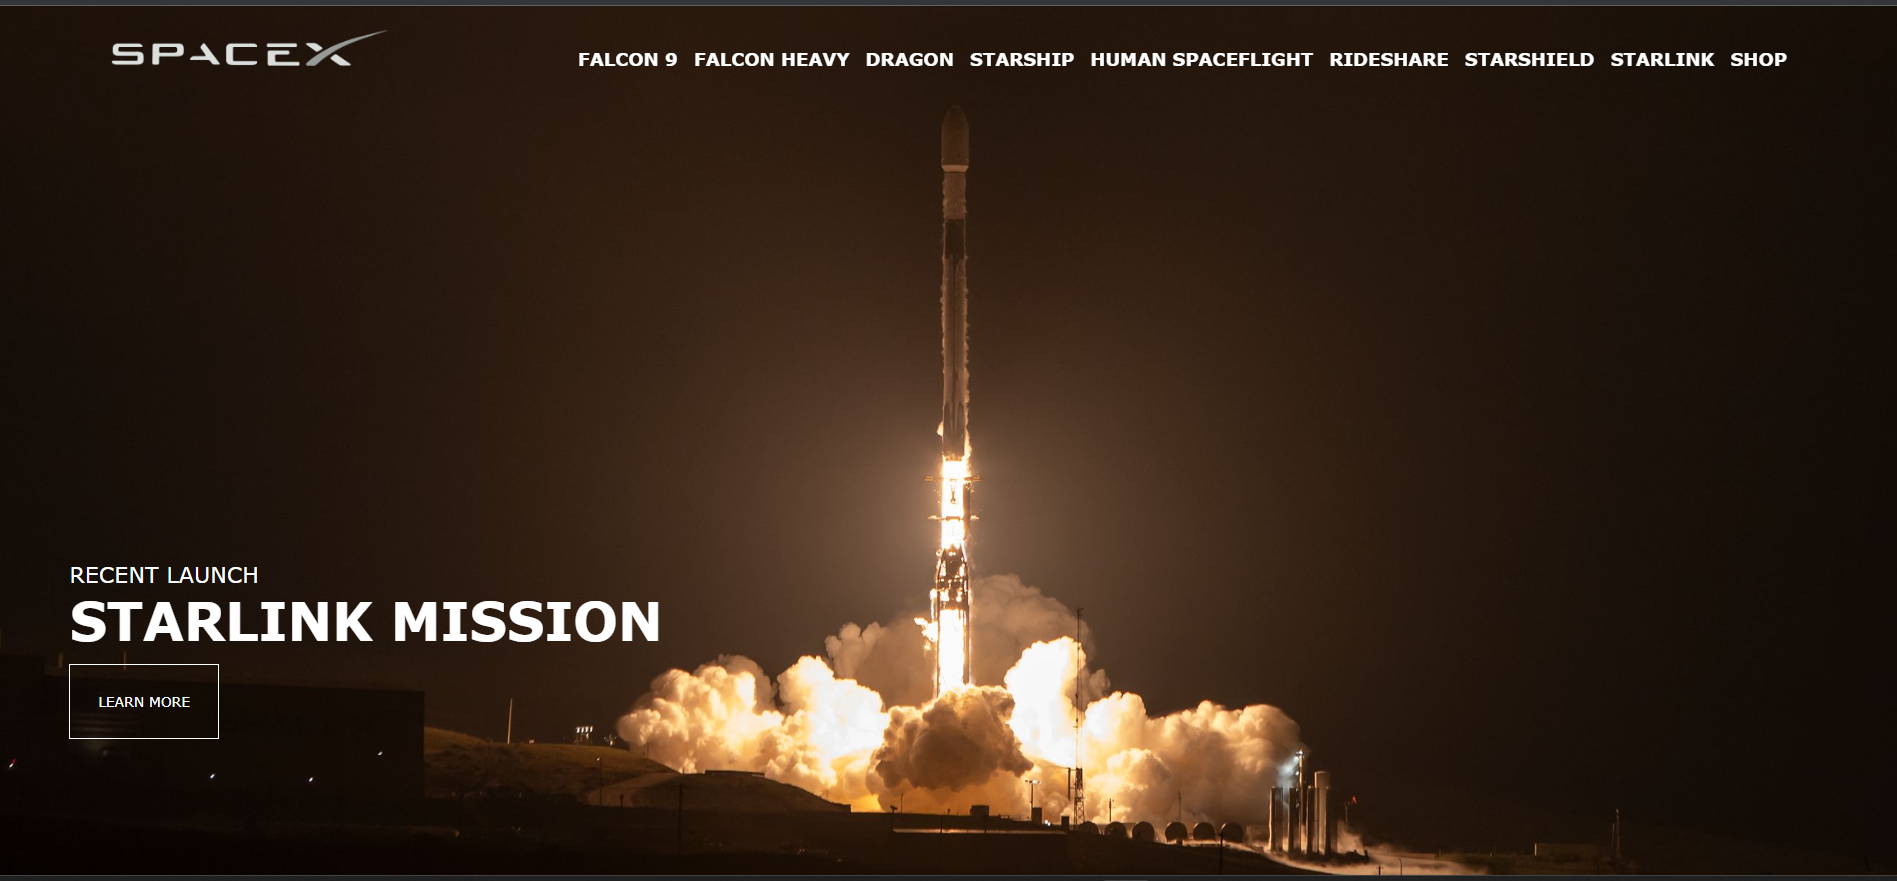 SPACEX
FALCON 9 FALCON HEAVY DRAGON STARSHIP HUMAN SPACEFLIGHT RIDESHARE STARSHIELD STARLINK SHOP
RECENT LAUNCH
STARLINK MISSION
LEARN MORE